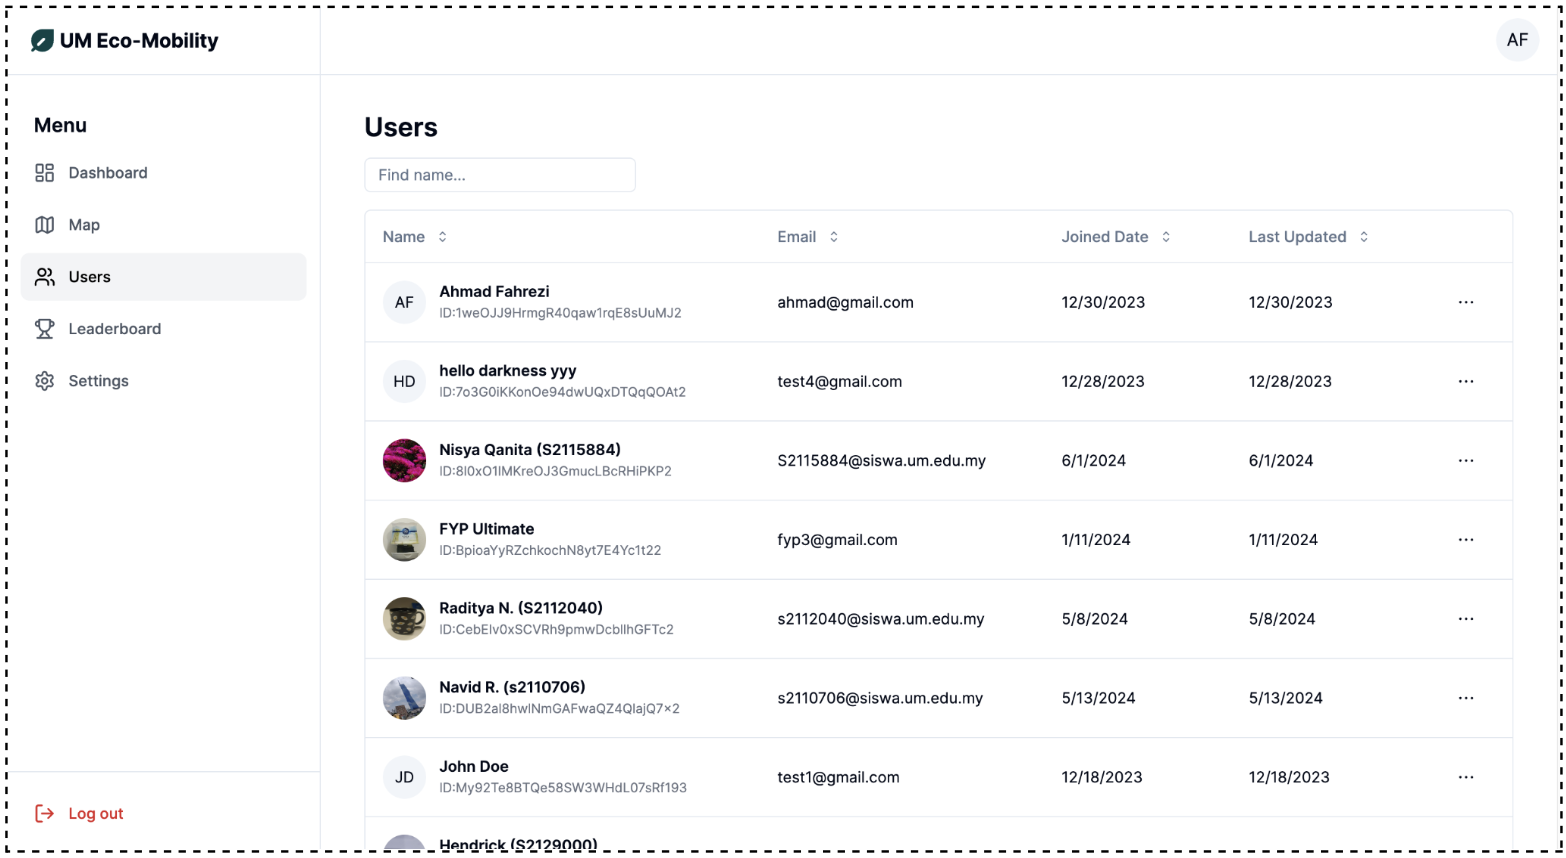 UM Eco-Mobility
AF
Menu
Dashboard
Map
Users
Leaderboard
Settings
Log out
Users
Find name...
Name Email Joined Date Last Updated
AF Ahmad Fahrezi ahmad@gmail.com 12/30/2023 12/30/2023 ...
ID:1weOJJ9HrmgR40qaw1rqE8sUuMJ2
HD hello darkness yyy test4@gmail.com 12/28/2023 12/28/2023 ...
ID:7o3G0iKKonOe94dwUQxDTQqQOAt2
Nisya Qanita (S2115884) S2115884@siswa.um.edu.my 6/1/2024 6/1/2024 ...
ID:8I0xO1IMKreOJ3GmucLBcRHiPKP2
FYP Ultimate fyp3@gmail.com 1/11/2024 1/11/2024 ...
ID:BpioaYyRZchkochN8yt7E4Yc1t22
Raditya N. (S2112040) s2112040@siswa.um.edu.my 5/8/2024 5/8/2024 ...
ID:CebElv0xSCVRh9pmwDcblIhGFTc2
Navid R. (s2110706) s2110706@siswa.um.edu.my 5/13/2024 5/13/2024 ...
ID:DUB2al8hwlNmGAFwaQZ4QlajQ7x2
JD John Doe test1@gmail.com 12/18/2023 12/18/2023 ...
ID:My92Te8BTQe58SW3WHdL07sRf193
Hendrick (S2129000)